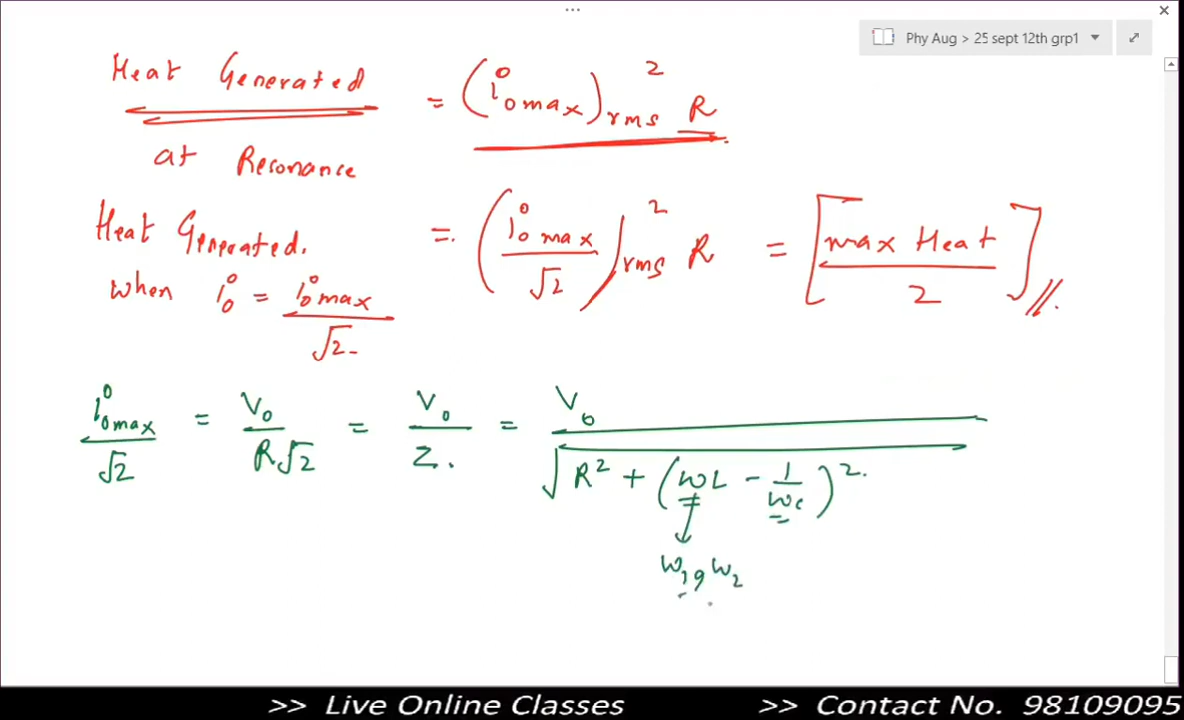 Phy Aug > 25 sept 12th grp1
Heat Generated = (i₀max)rms² R
at Resonance
Heat Generated. = (i₀max/√2)rms² R = [max Heat/2]
when i₀ = i₀max/√2
i₀max/√2 = V₀/R√2 = V₀/Z. = V₀/√R² + (ωL - 1/ωc)².
ω₁, ω₂
>> Live Online Classes >> Contact No. 98109095